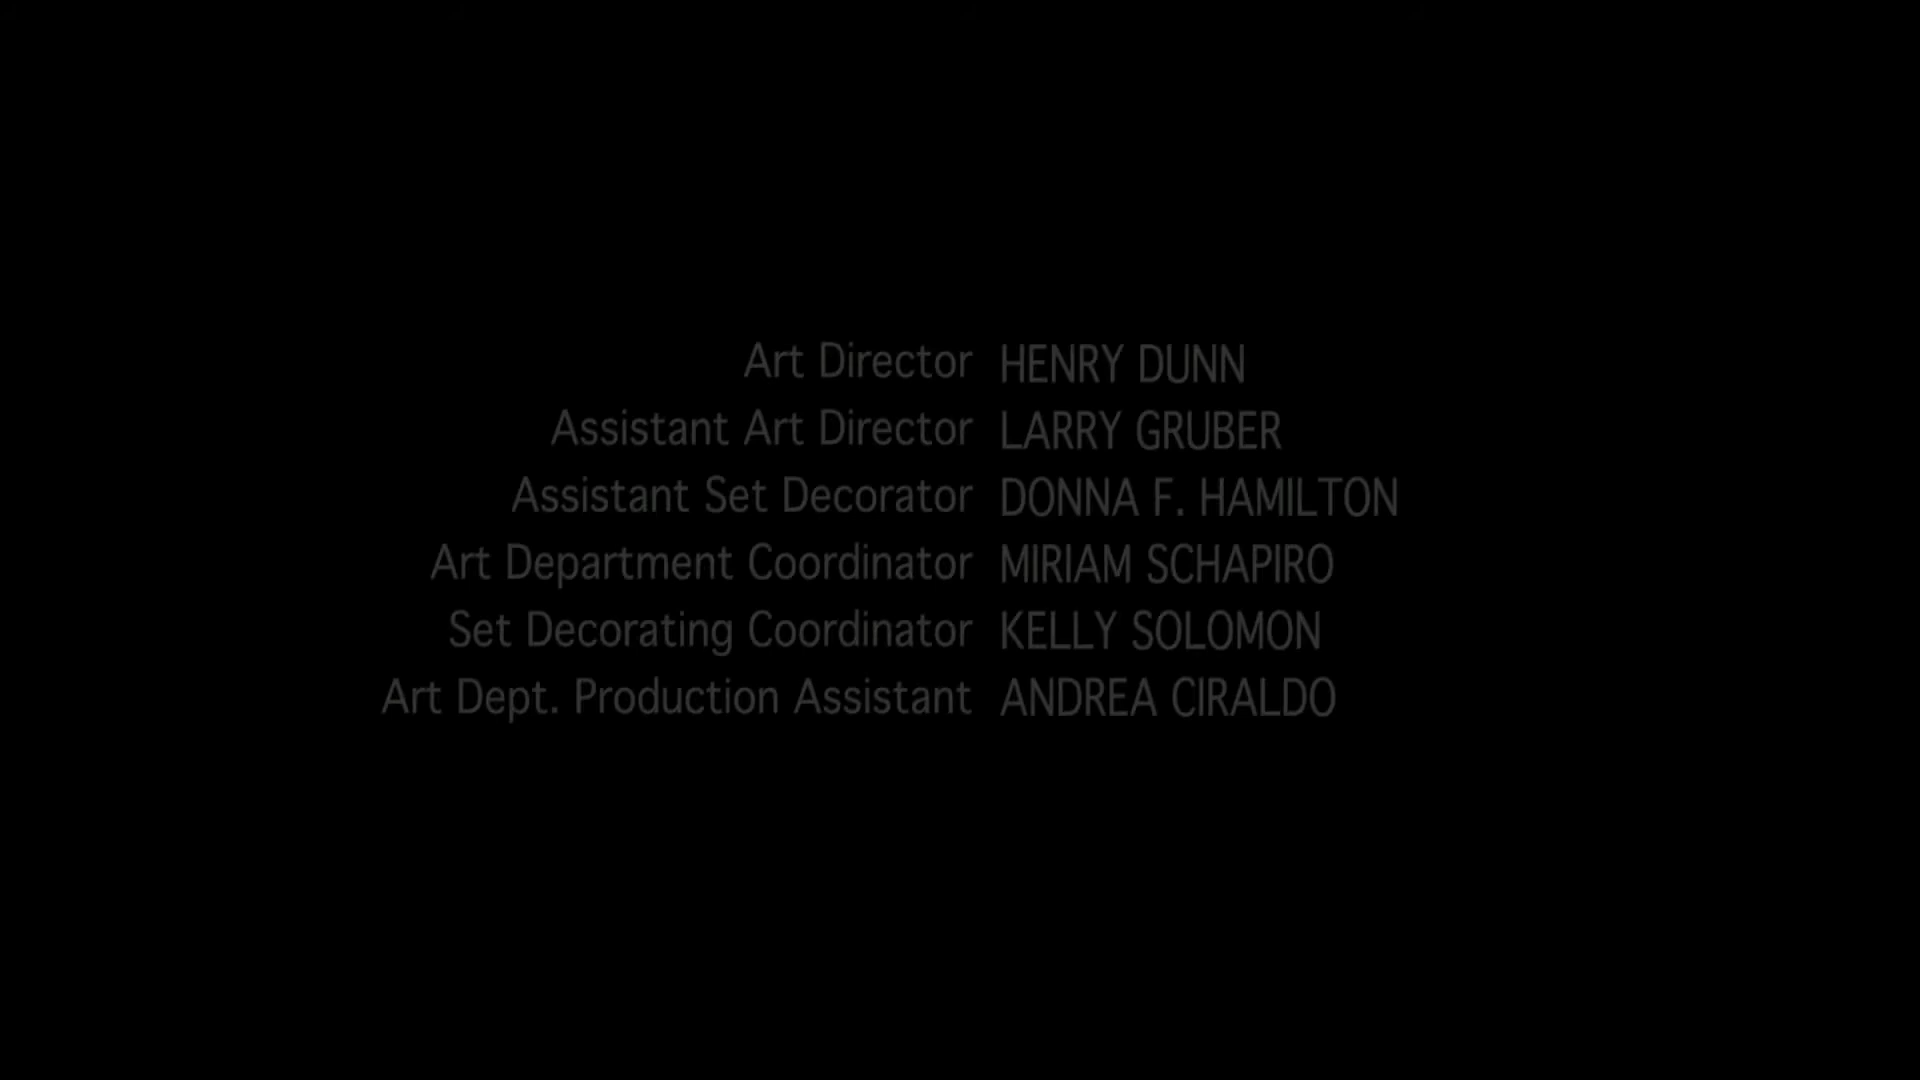 Art Director HENRY DUNN
Assistant Art Director LARRY GRUBER
Assistant Set Decorator DONNA F. HAMILTON
Art Department Coordinator MIRIAM SCHAPIRO
Set Decorating Coordinator KELLY SOLOMON
Art Dept. Production Assistant ANDREA CIRALDO